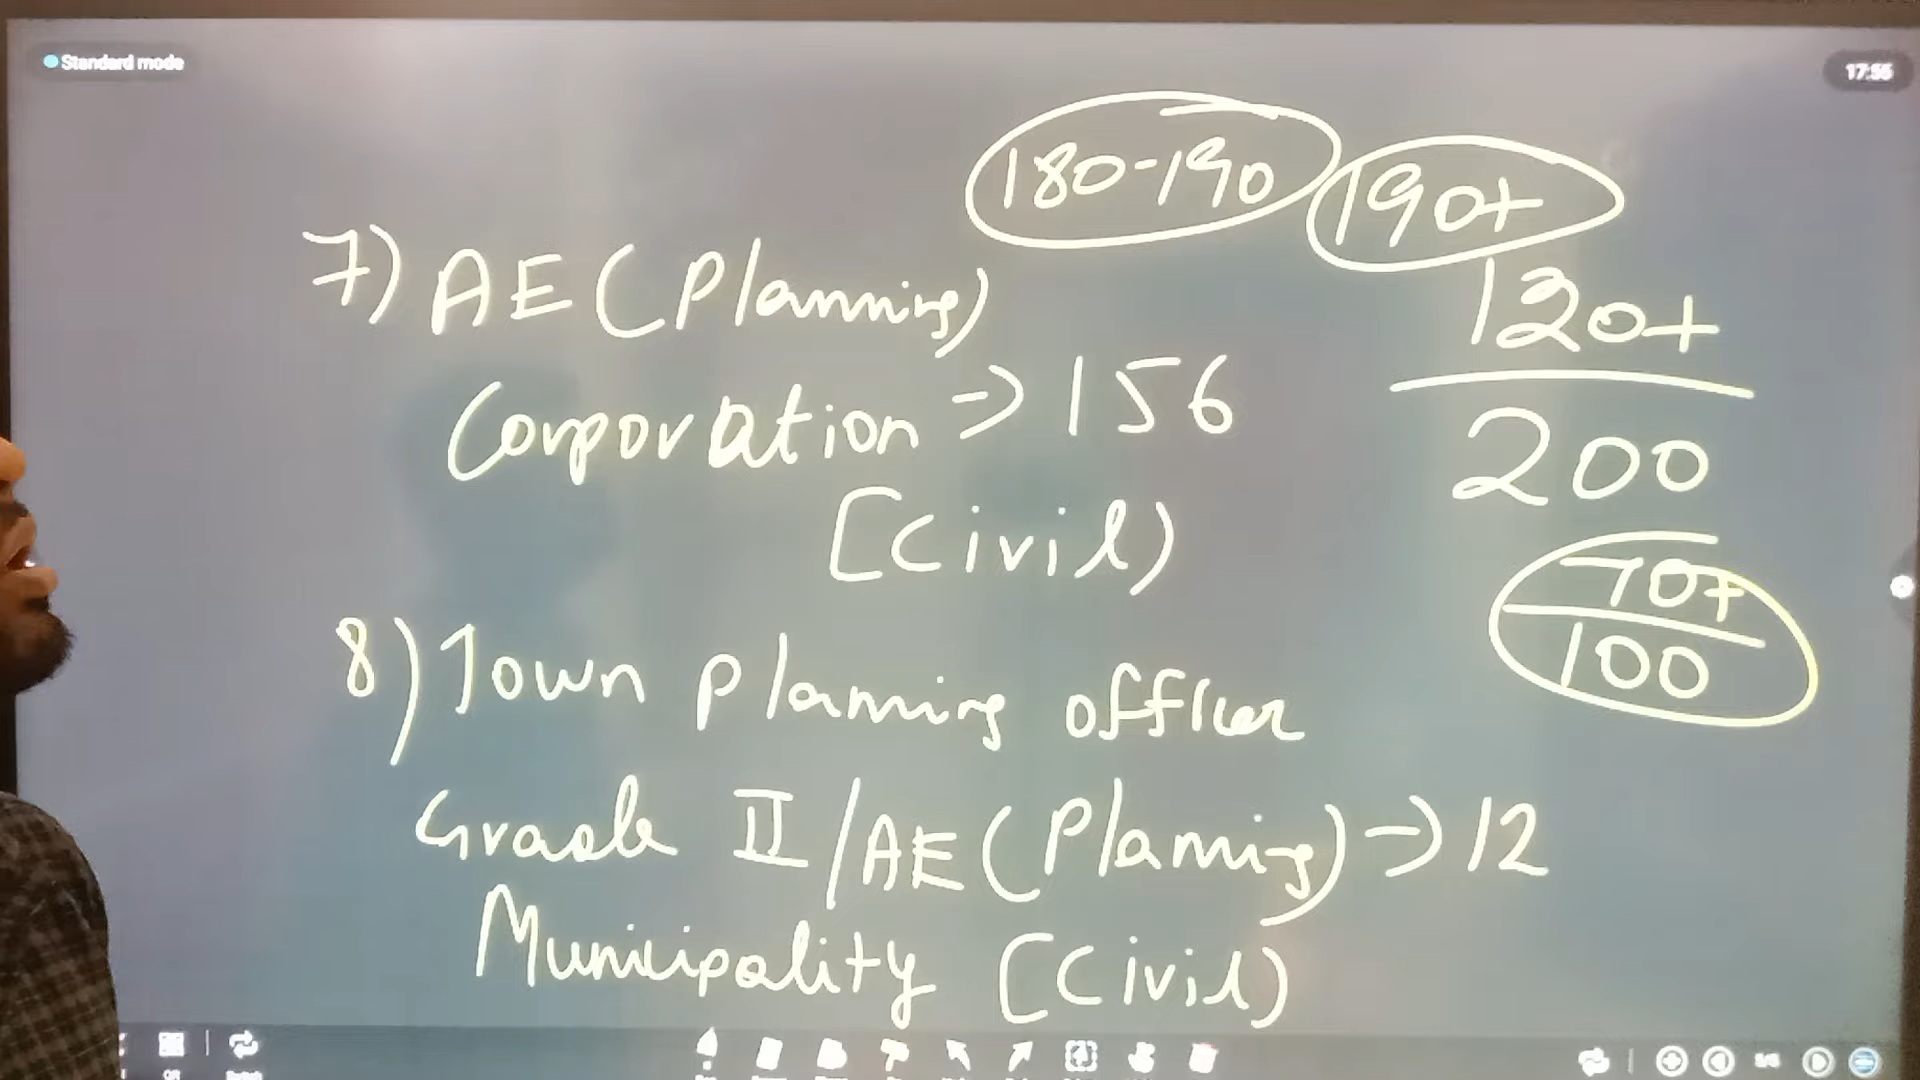 Standard mode
17:55
180-190
190+
7) AE (Planning)
120+
Corporation -> 156
200
[Civil)
70+
100
8) Town Planning officer
Grade II / AE (Planning) -> 12
Municipality [Civil)